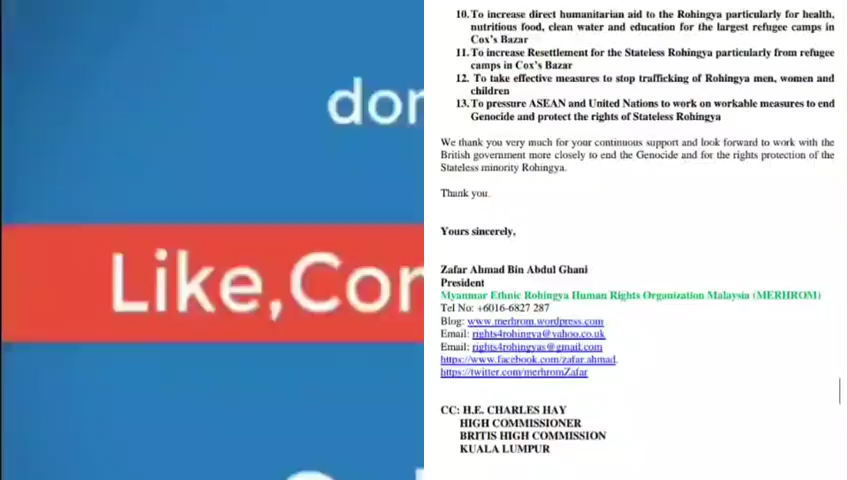 don
Like,Com
10. To increase direct humanitarian aid to the Rohingya particularly for health,
nutritious food, clean water and education for the largest refugee camps in
Cox's Bazar
11. To increase Resettlement for the Stateless Rohingya particularly from refugee
camps in Cox's Bazar
12. To take effective measures to stop trafficking of Rohingya men, women and
children
13. To pressure ASEAN and United Nations to work on workable measures to end
Genocide and protect the rights of Stateless Rohingya
We thank you very much for your continuous support and look forward to work with the
British government more closely to end the Genocide and for the rights protection of the
Stateless minority Rohingya.
Thank you.
Yours sincerely,
Zafar Ahmad Bin Abdul Ghani
President
Myanmar Ethnic Rohingya Human Rights Organization Malaysia (MERHROM)
Tel No: +6016-6827 287
Blog: www.merhrom.wordpress.com
Email: rights4rohingya@yahoo.co.uk
Email: rights4rohingyas@gmail.com
https://www.facebook.com/zafar.ahmad.
https://twitter.com/merhromZafar
CC: H.E. CHARLES HAY
HIGH COMMISSIONER
BRITIS HIGH COMMISSION
KUALA LUMPUR